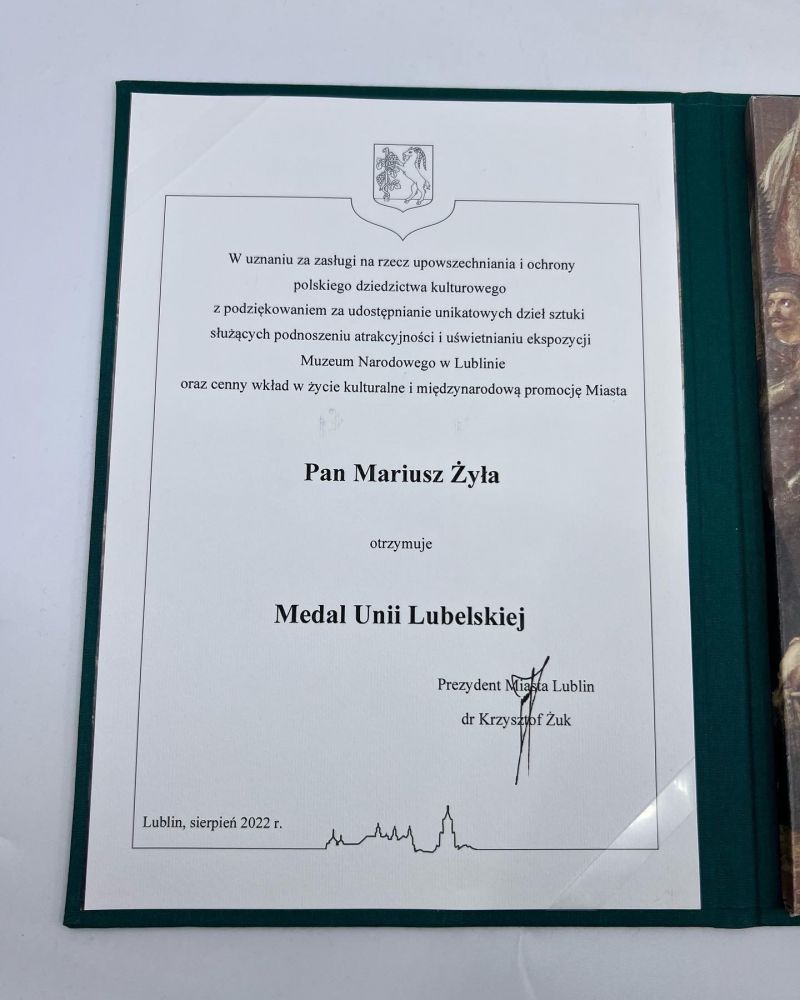 W uznaniu za zasługi na rzecz upowszechniania i ochrony
polskiego dziedzictwa kulturowego
z podziękowaniem za udostępnianie unikatowych dzieł sztuki
służących podnoszeniu atrakcyjności i uświetnianiu ekspozycji
Muzeum Narodowego w Lublinie
oraz cenny wkład w życie kulturalne i międzynarodową promocję Miasta
Pan Mariusz Żyła
otrzymuje
Medal Unii Lubelskiej
Prezydent Miasta Lublin
dr Krzysztof Żuk
Lublin, sierpień 2022 r.